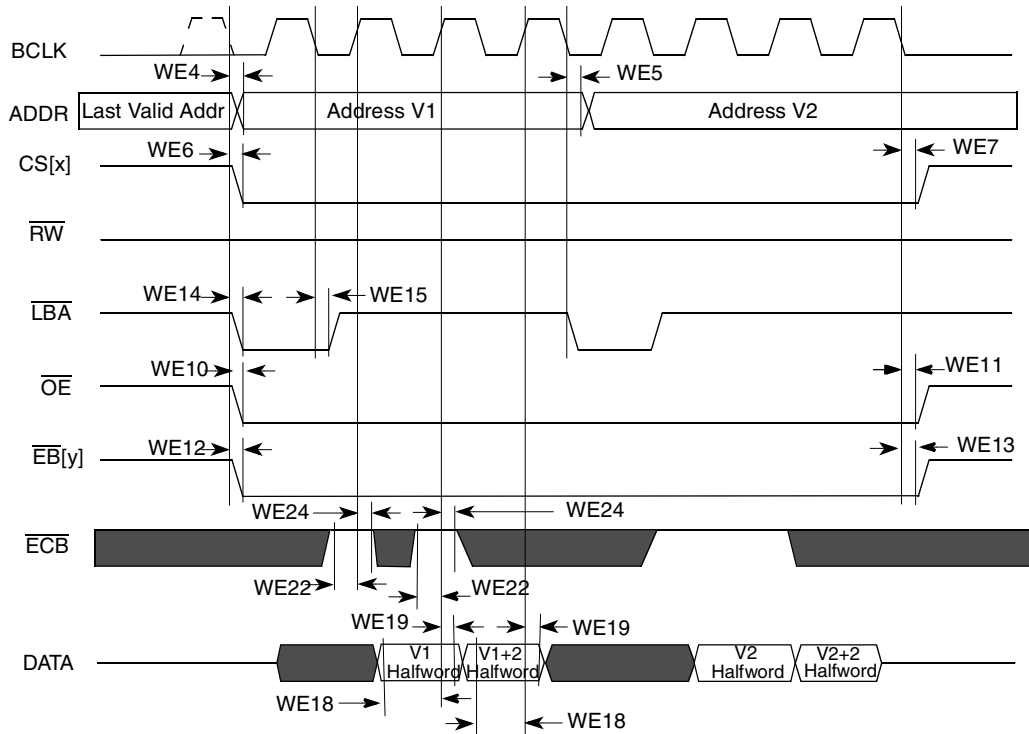 BCLK
WE4
WE5
ADDR
Last Valid Addr
Address V1
Address V2
WE6
WE7
CS[x]
RW
WE14
WE15
LBA
WE10
WE11
OE
WE12
WE13
EB[y]
WE24
WE24
ECB
WE22
WE22
WE19
WE19
DATA
V1
Halfword
V1+2
Halfword
V2
Halfword
V2+2
Halfword
WE18
WE18